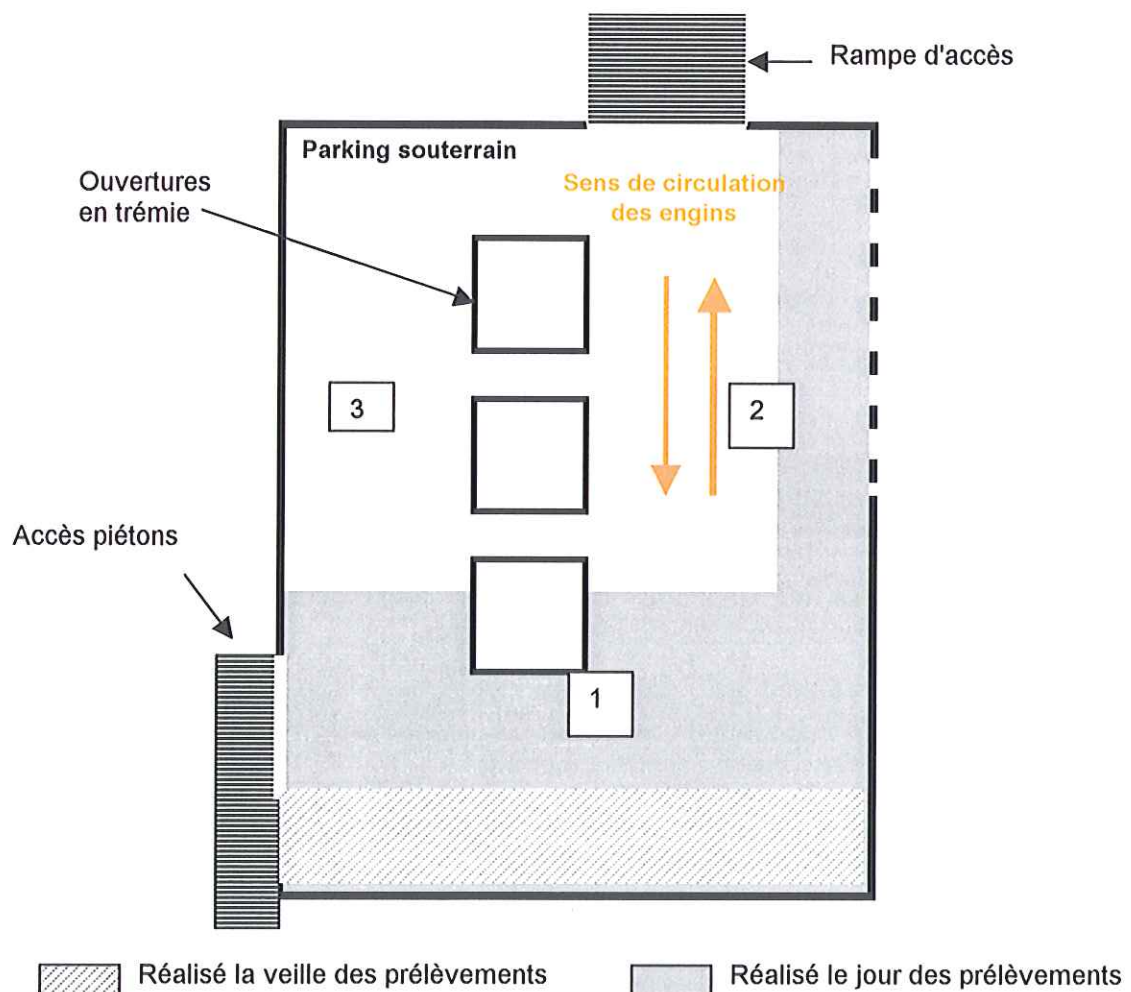 Rampe d'accès
Parking souterrain
Ouvertures
en trémie
Sens de circulation
des engins
3
2
Accès piétons
1
Réalisé la veille des prélèvements
Réalisé le jour des prélèvements